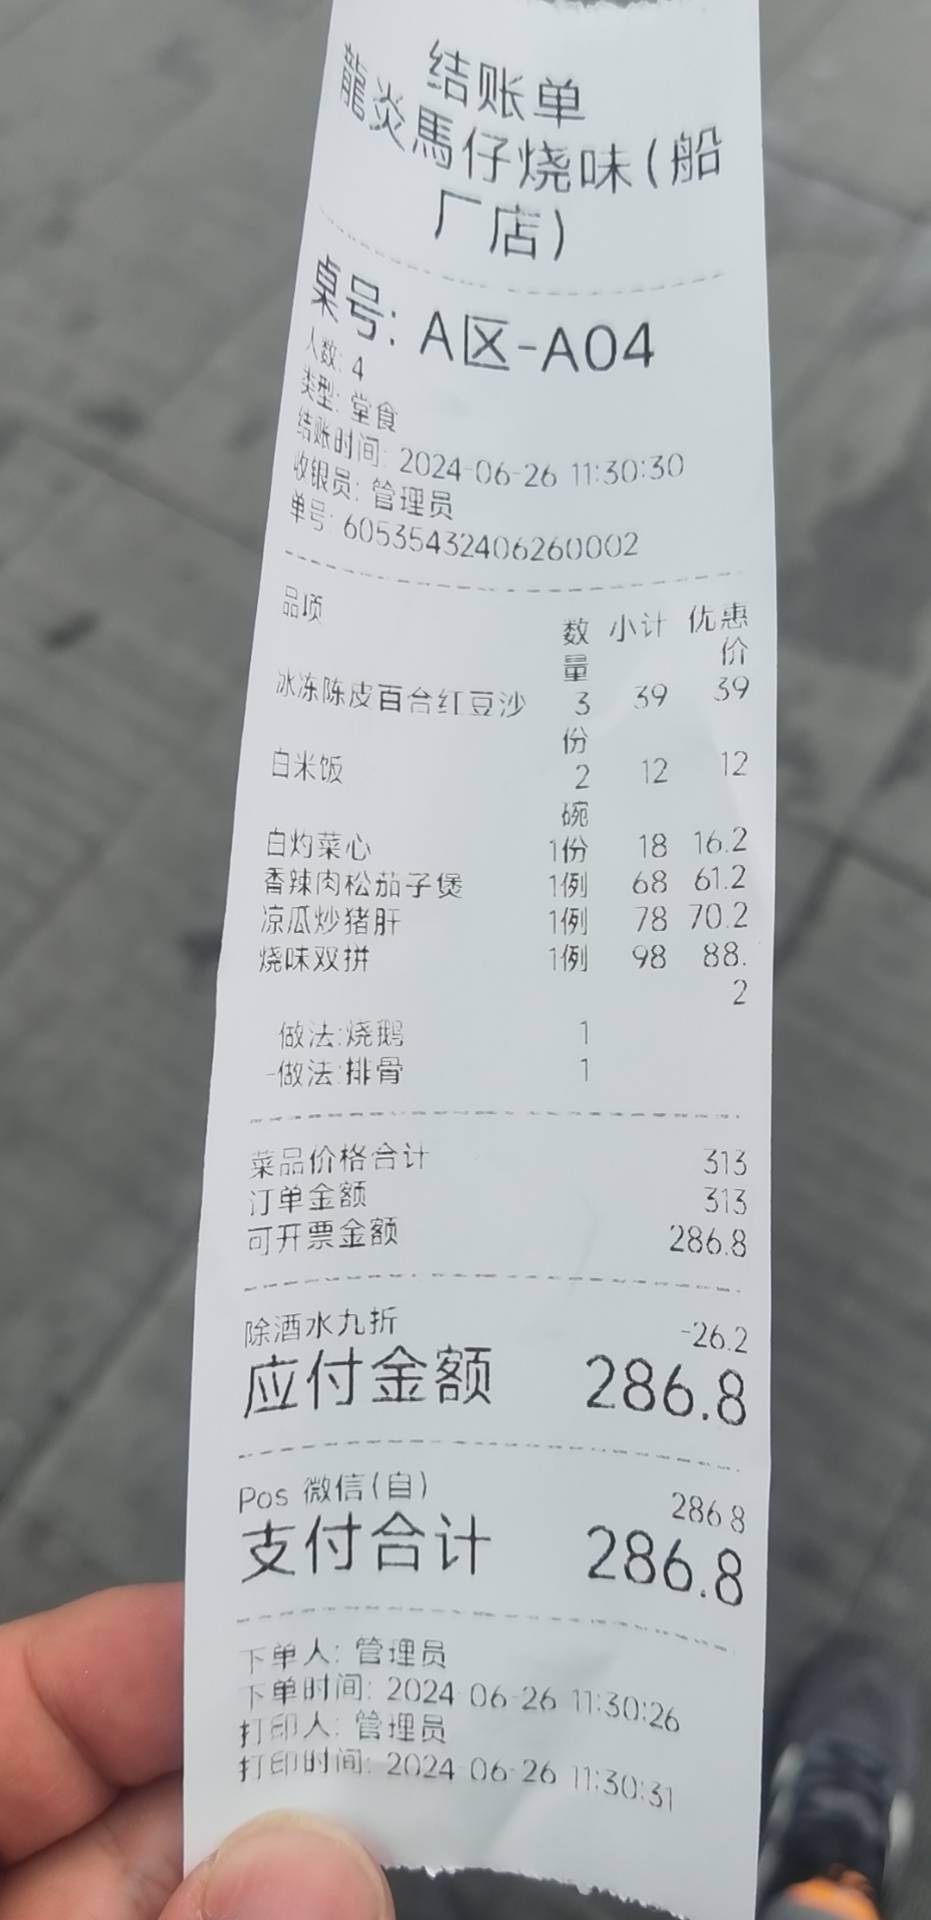 结账单
龍炎馬仔烧味(船
厂店)
桌号: A区-A04
人数: 4
类型: 堂食
结账时间: 2024-06-26 11:30:30
收银员: 管理员
单号: 60535432406260002
品项 数量 小计 优惠价
冰冻陈皮百合红豆沙 3份 39 39
白米饭 2碗 12 12
白灼菜心 1份 18 16.2
香辣肉松茄子煲 1例 68 61.2
凉瓜炒猪肝 1例 78 70.2
烧味双拼 1例 98 88.2
-做法:烧鹅 1
-做法:排骨 1
菜品价格合计 313
订单金额 313
可开票金额 286.8
除酒水九折 -26.2
应付金额 286.8
Pos 微信(自) 286.8
支付合计 286.8
下单人: 管理员
下单时间: 2024-06-26 11:30:26
打印人: 管理员
打印时间: 2024-06-26 11:30:31